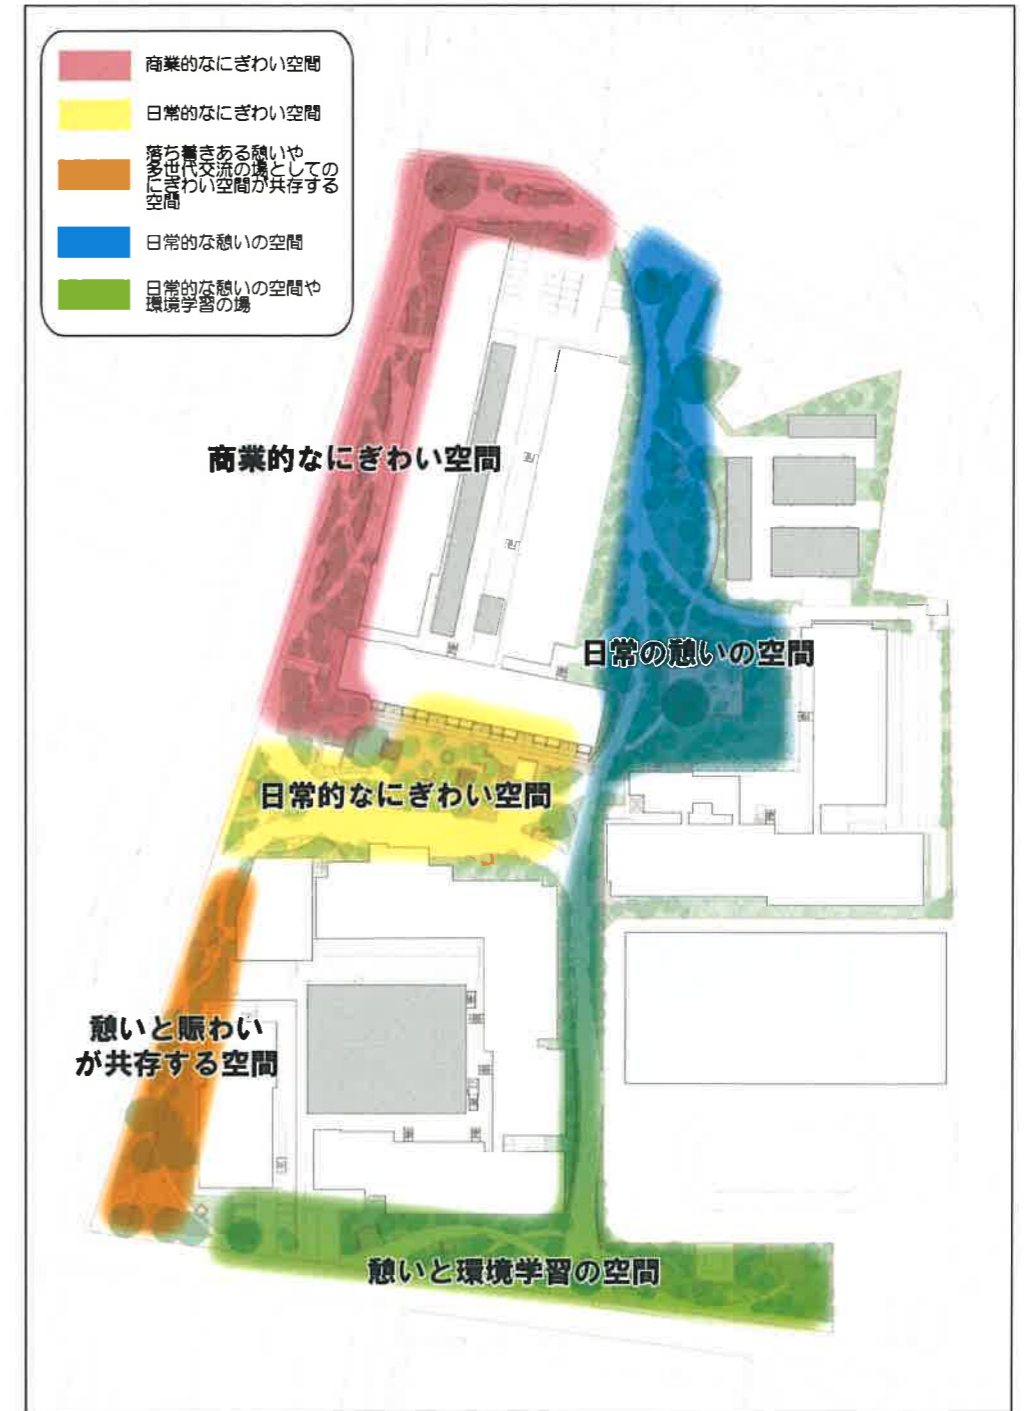 商業的なにぎわい空間
日常的なにぎわい空間
落ち着きある憩いや
多世代交流の場としての
にぎわい空間が共存する
空間
日常的な憩いの空間
日常的な憩いの空間や
環境学習の場
商業的なにぎわい空間
日常の憩いの空間
日常的なにぎわい空間
憩いと賑わい
が共存する空間
憩いと環境学習の空間